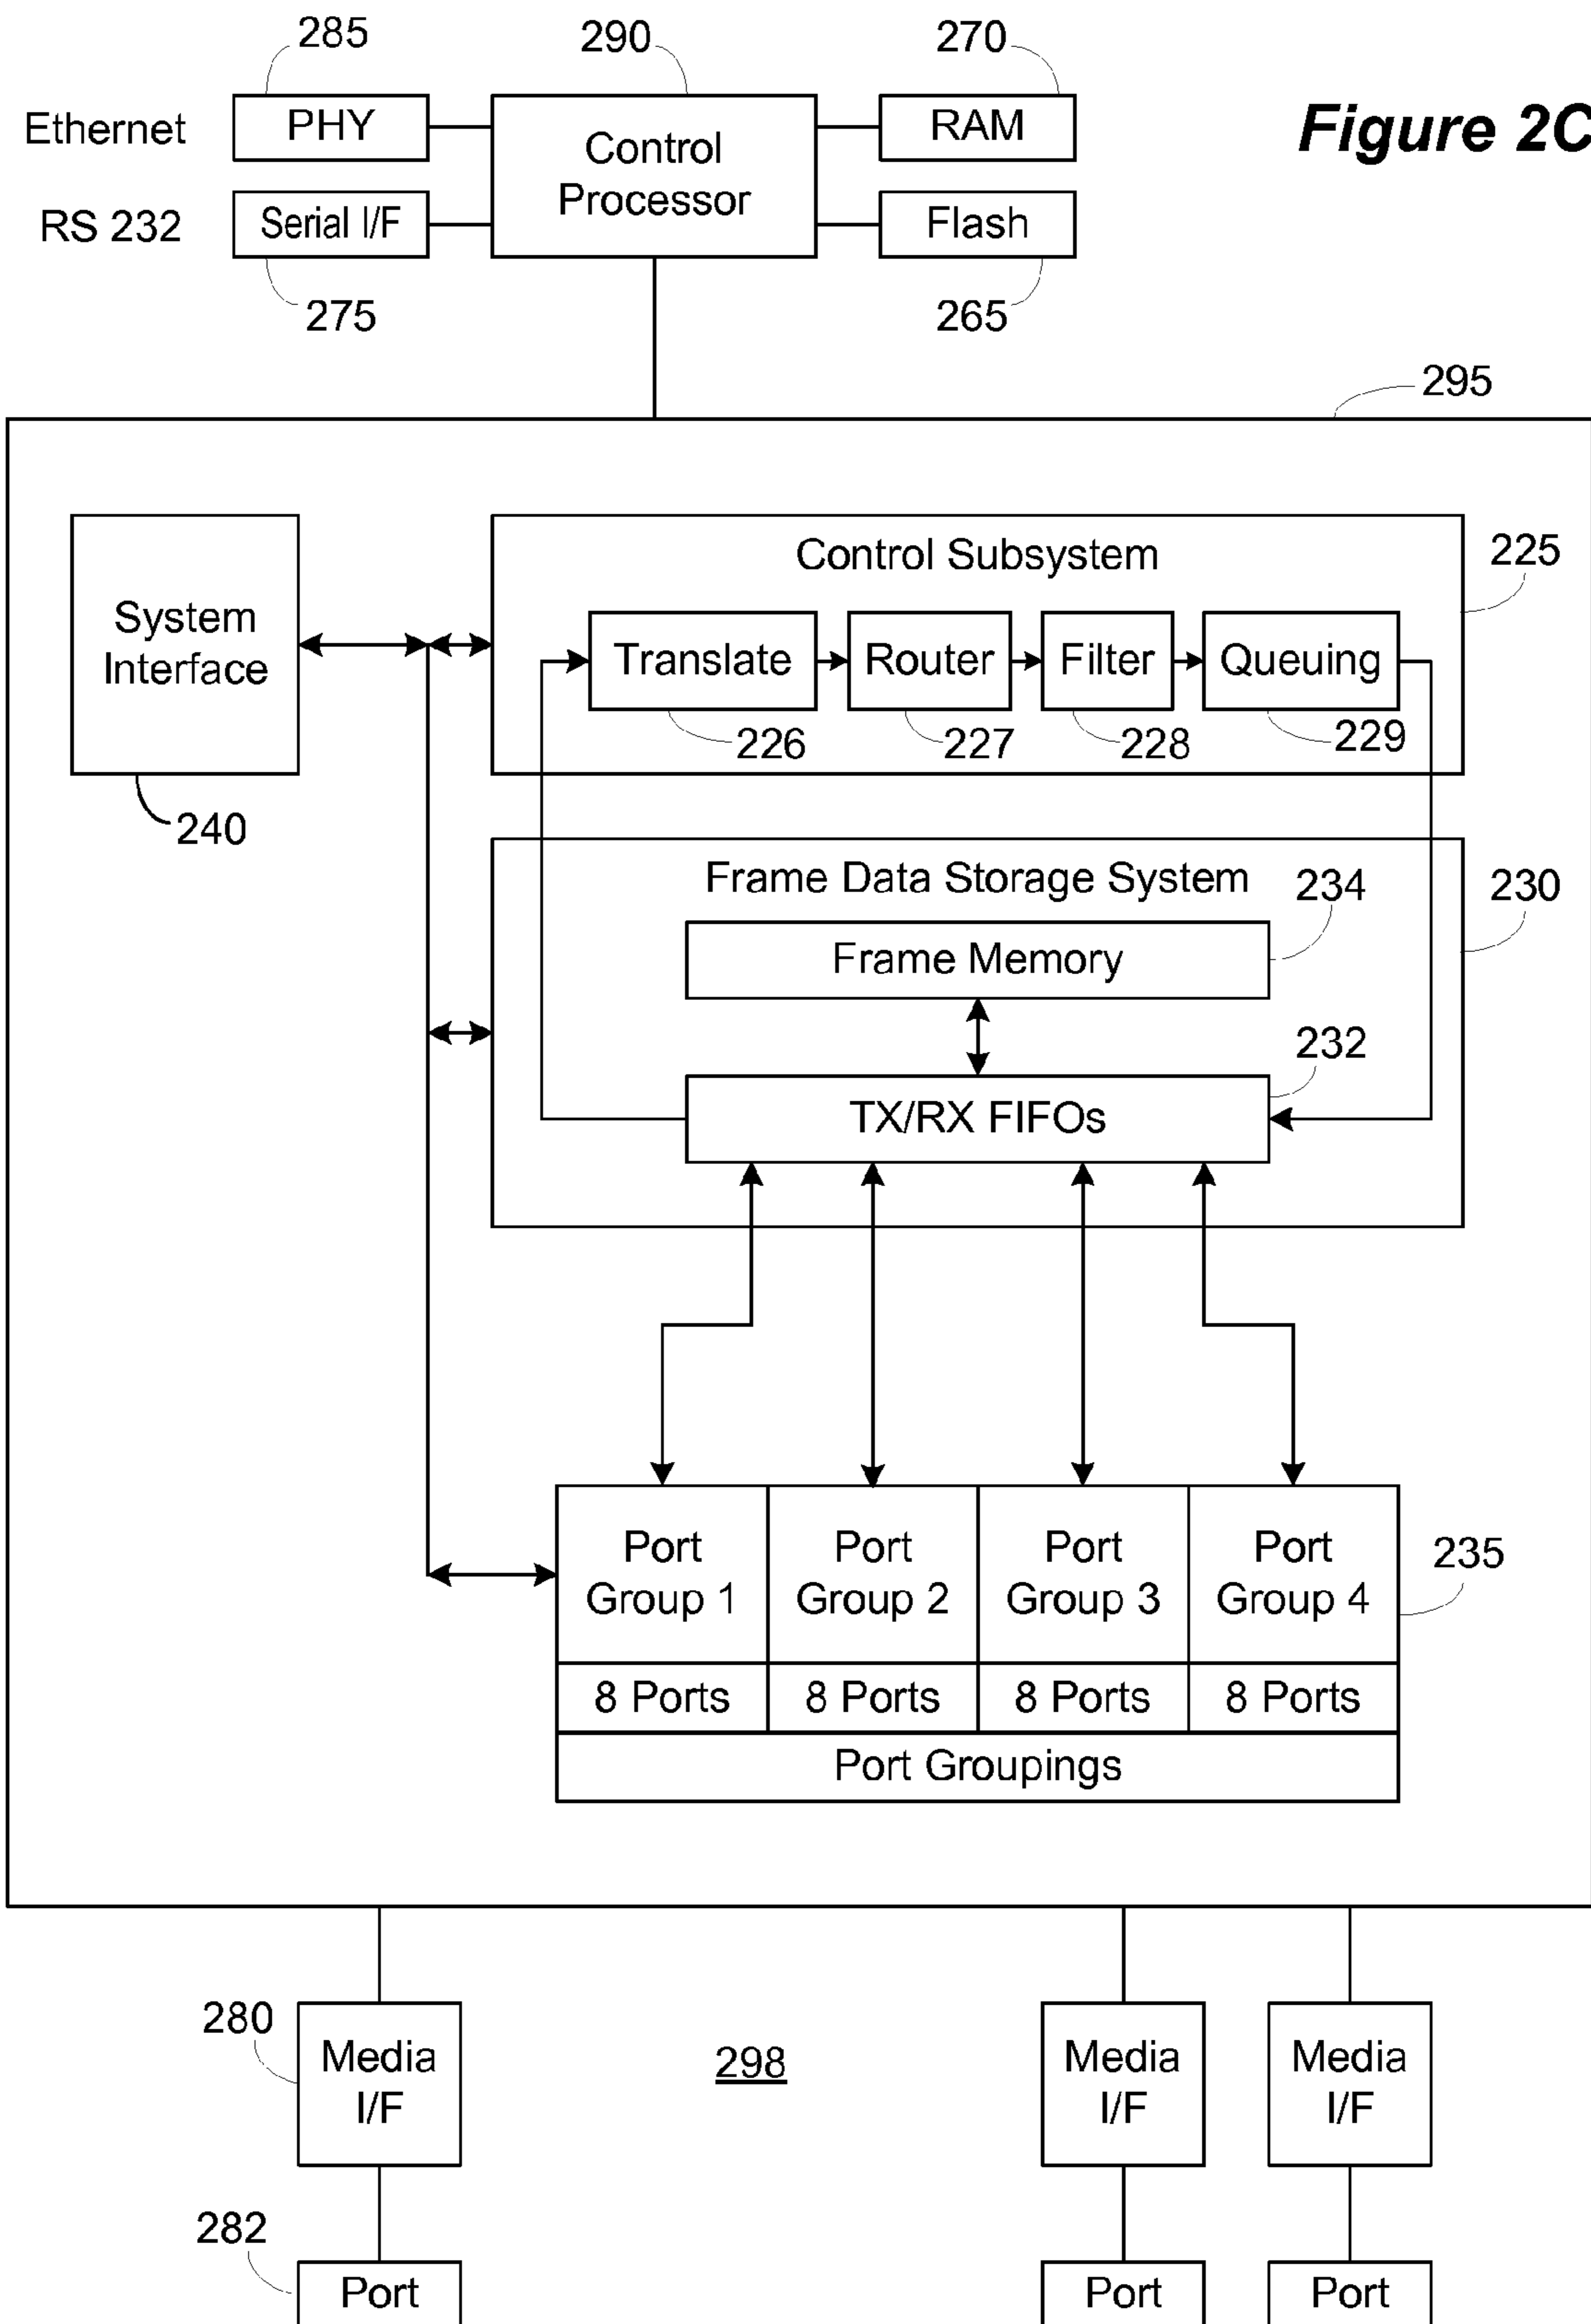 285
290
270
Ethernet
PHY
Control
Processor
RAM
Figure 2C
RS 232
Serial I/F
Flash
275
265
295
System
Interface
240
Control Subsystem
225
Translate
Router
Filter
Queuing
226
227
228
229
Frame Data Storage System
234
230
Frame Memory
232
TX/RX FIFOs
Port
Group 1
Port
Group 2
Port
Group 3
Port
Group 4
235
8 Ports
8 Ports
8 Ports
8 Ports
Port Groupings
280
Media
I/F
298
Media
I/F
Media
I/F
282
Port
Port
Port